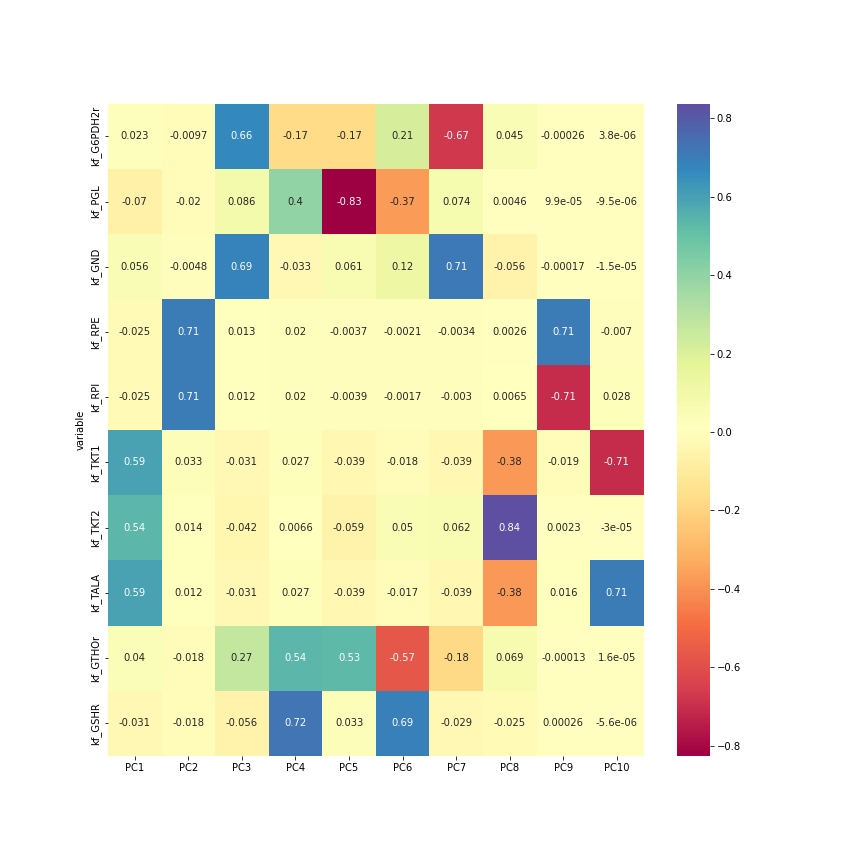 kf_G6PDH2r 0.023 -0.0097 0.66 -0.17 -0.17 0.21 -0.67 0.045 -0.00026 3.8e-06
kf_PGL -0.07 -0.02 0.086 0.4 -0.83 -0.37 0.074 0.0046 9.9e-05 -9.5e-06
kf_GND 0.056 -0.0048 0.69 -0.033 0.061 0.12 0.71 -0.056 -0.00017 -1.5e-05
kf_RPE -0.025 0.71 0.013 0.02 -0.0037 -0.0021 -0.0034 0.0026 0.71 -0.007
kf_RPI -0.025 0.71 0.012 0.02 -0.0039 -0.0017 -0.003 0.0065 -0.71 0.028
variable
kf_TKT1 0.59 0.033 -0.031 0.027 -0.039 -0.018 -0.039 -0.38 -0.019 -0.71
kf_TKT2 0.54 0.014 -0.042 0.0066 -0.059 0.05 0.062 0.84 0.0023 -3e-05
kf_TALA 0.59 0.012 -0.031 0.027 -0.039 -0.017 -0.039 -0.38 0.016 0.71
kf_GTHOr 0.04 -0.018 0.27 0.54 0.53 -0.57 -0.18 0.069 -0.00013 1.6e-05
kf_GSHR -0.031 -0.018 -0.056 0.72 0.033 0.69 -0.029 -0.025 0.00026 -5.6e-06
PC1 PC2 PC3 PC4 PC5 PC6 PC7 PC8 PC9 PC10
0.8
0.6
0.4
0.2
0.0
−0.2
−0.4
−0.6
−0.8